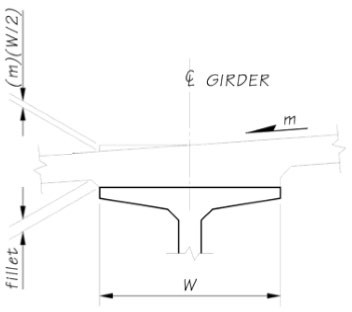 (m)(W/2)
℄ GIRDER
m
fillet
W